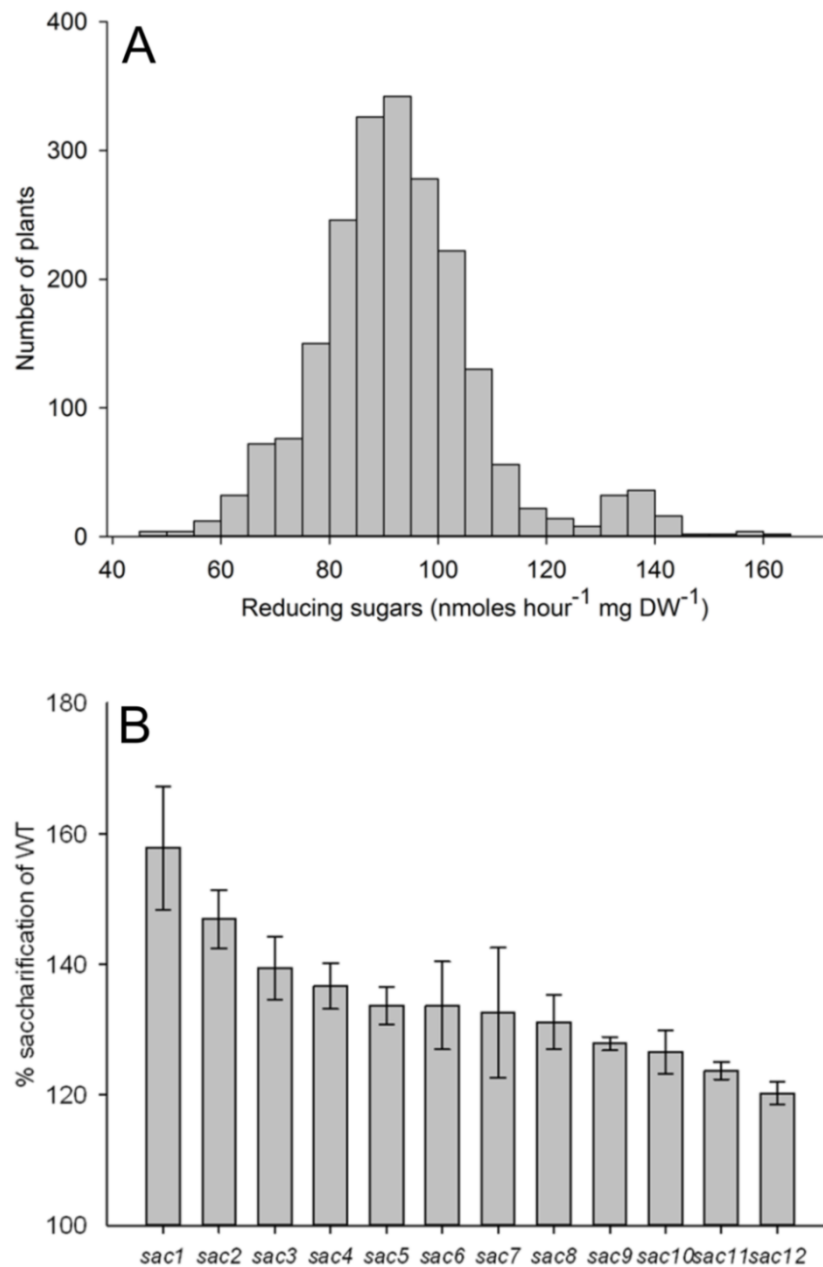 A
400
300
200
100
0
Number of plants
40 60 80 100 120 140 160
Reducing sugars (nmoles hour⁻¹ mg DW⁻¹)
B
180
160
140
120
100
% saccharification of WT
sac1 sac2 sac3 sac4 sac5 sac6 sac7 sac8 sac9 sac10 sac11 sac12